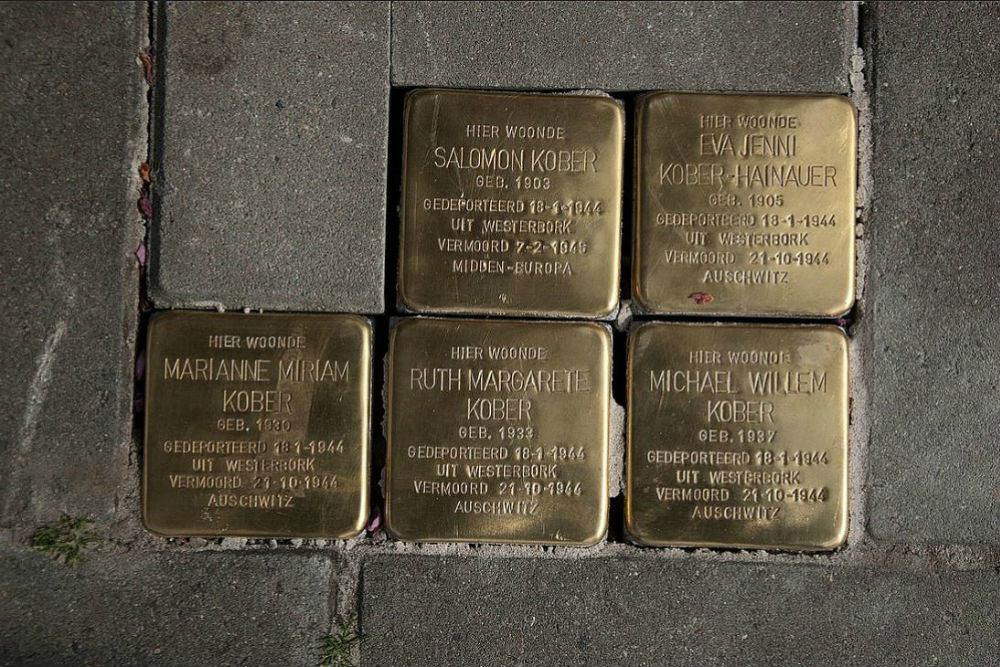 HIER WOONDE
SALOMON KOBER
GEB. 1903
GEDEPORTEERD 18-1-1944
UIT WESTERBORK
VERMOORD 7-2-1945
MIDDEN-EUROPA
HIER WOONDE
EVA JENNI
KOBER-HAINAUER
GEB. 1905
GEDEPORTEERD 18-1-1944
UIT WESTERBORK
VERMOORD 21-10-1944
AUSCHWITZ
HIER WOONDE
MARIANNE MIRIAM
KOBER
GEB. 1930
GEDEPORTEERD 18-1-1944
UIT WESTERBORK
VERMOORD 21-10-1944
AUSCHWITZ
HIER WOONDE
RUTH MARGARETE
KOBER
GEB. 1933
GEDEPORTEERD 18-1-1944
UIT WESTERBORK
VERMOORD 21-10-1944
AUSCHWITZ
HIER WOONDE
MICHAEL WILLEM
KOBER
GEB. 1937
GEDEPORTEERD 18-1-1944
UIT WESTERBORK
VERMOORD 21-10-1944
AUSCHWITZ